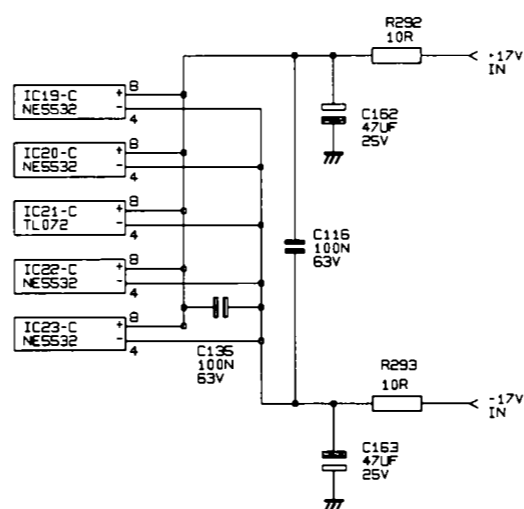 R292
10R
+17V
IN
IC19-C
NE5532
+ 8
- 4
C162
47UF
25V
IC20-C
NE5532
+ 8
- 4
IC21-C
TL072
+ 8
- 4
C116
100N
63V
IC22-C
NE5532
+ 8
- 4
IC23-C
NE5532
+ 8
- 4
C135
100N
63V
R293
10R
-17V
IN
C163
47UF
25V